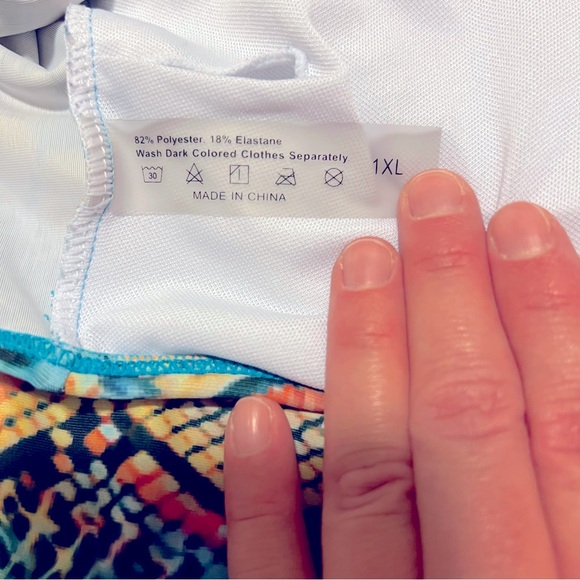 82% Polyester. 18% Elastane
Wash Dark Colored Clothes Separately
30
1XL
MADE IN CHINA